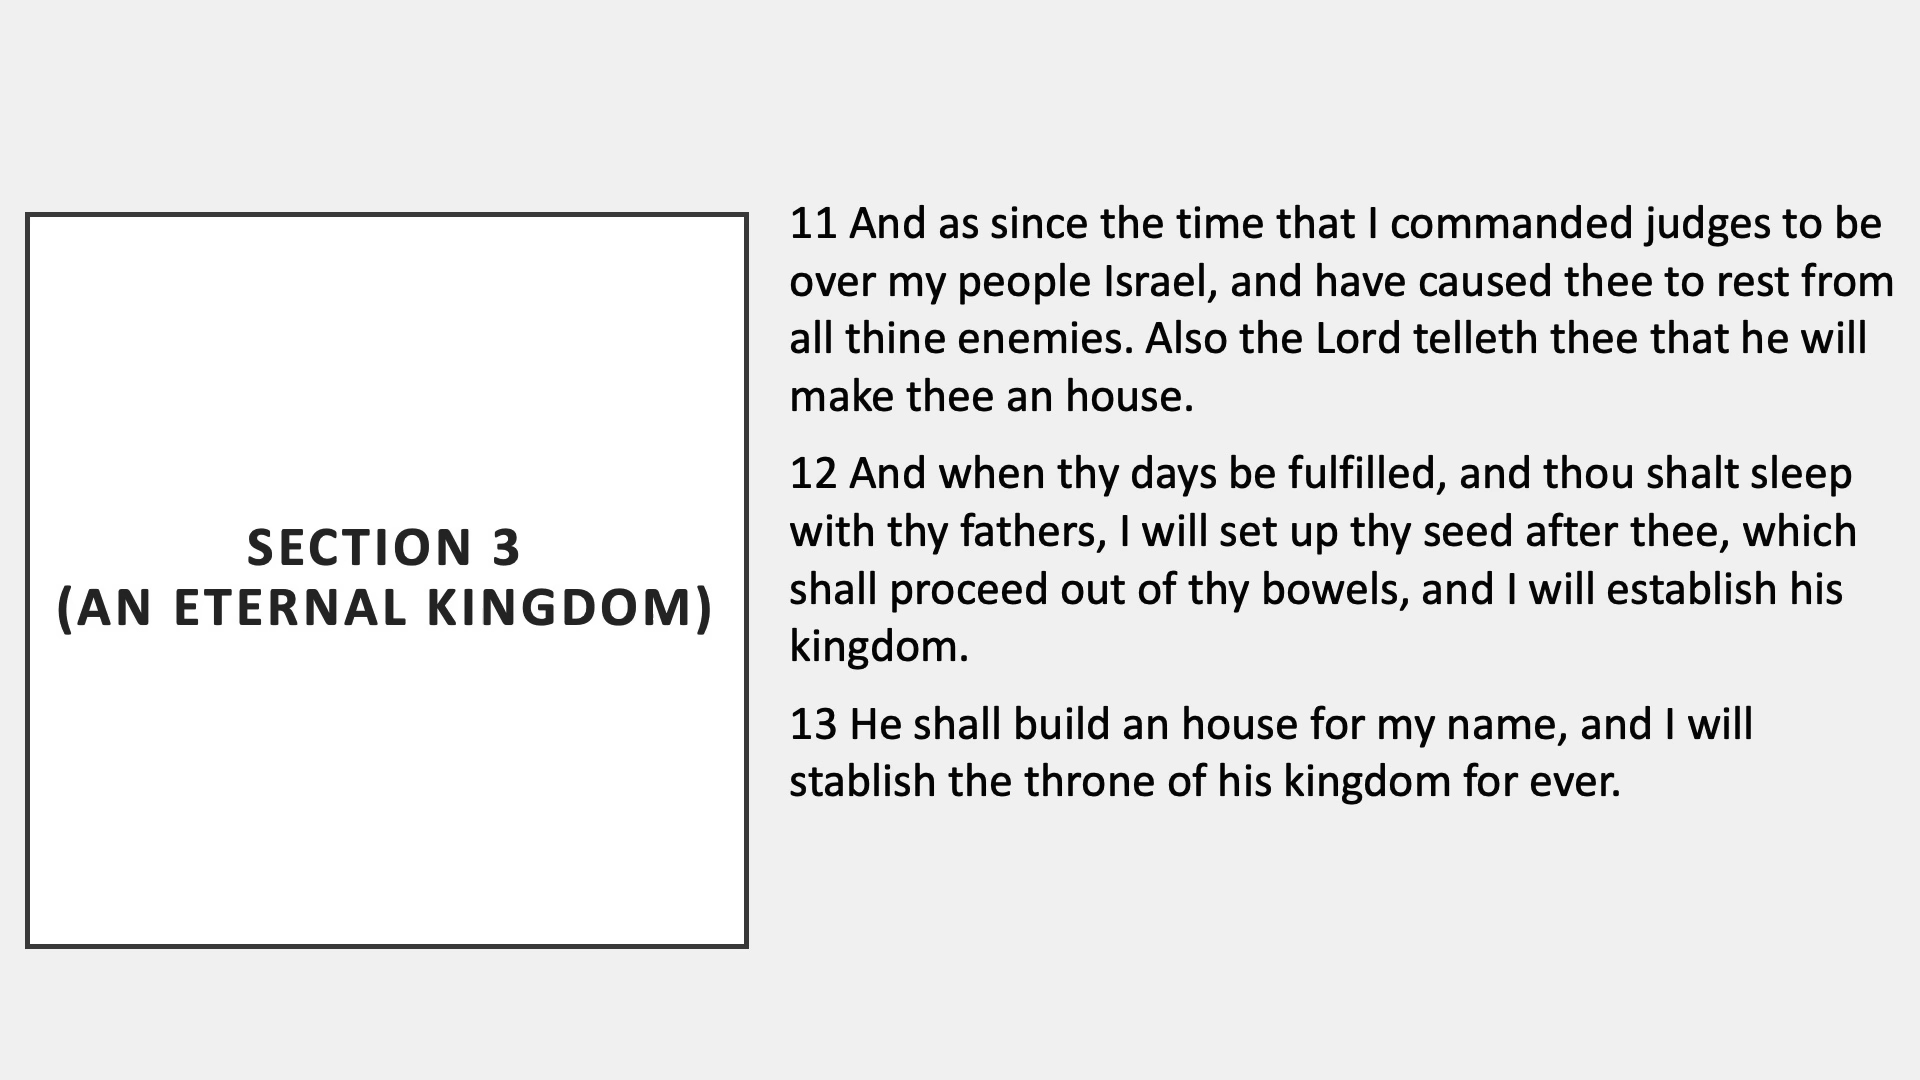 SECTION 3
(AN ETERNAL KINGDOM)
11 And as since the time that I commanded judges to be
over my people Israel, and have caused thee to rest from
all thine enemies. Also the Lord telleth thee that he will
make thee an house.
12 And when thy days be fulfilled, and thou shalt sleep
with thy fathers, I will set up thy seed after thee, which
shall proceed out of thy bowels, and I will establish his
kingdom.
13 He shall build an house for my name, and I will
stablish the throne of his kingdom for ever.